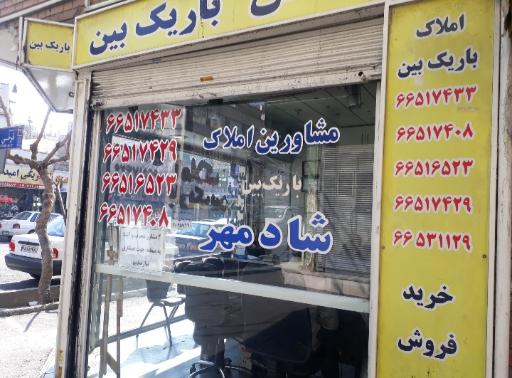 باریک بین
باریک بین
املاک
باریک بین
۶۶۵۱۷۴۳۳
۶۶۵۱۷۴۰۸
۶۶۵۱۶۵۲۳
۶۶۵۱۷۴۲۹
۶۶۵۳۱۱۲۹
خرید
فروش
۶۶۵۱۷۴۳۳
۶۶۵۱۷۴۲۹
۶۶۵۱۶۵۲۳
۶۶۵۱۷۴۰۸
مشاورین املاک
باریک بین
شادمهر